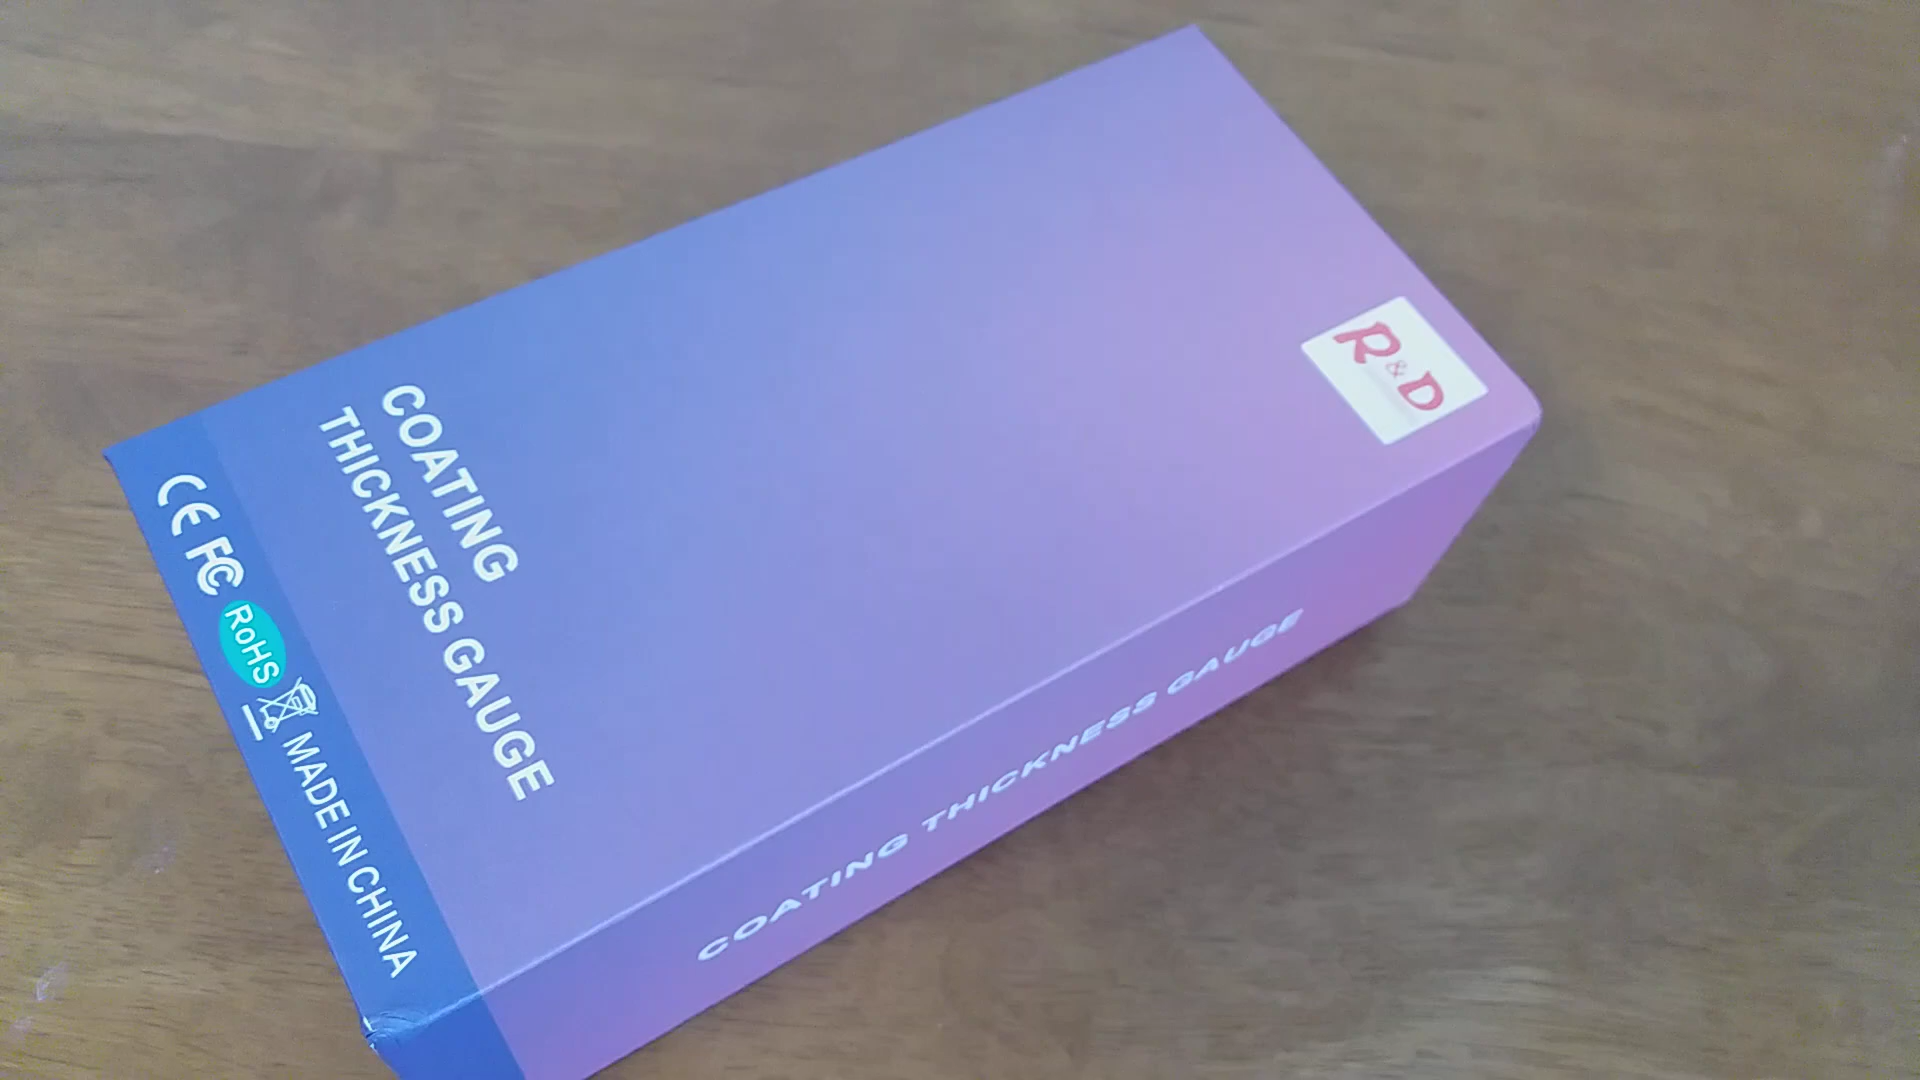 R&D
COATING
THICKNESS GAUGE
CE FC RoHS MADE IN CHINA
COATING THICKNESS GAUGE